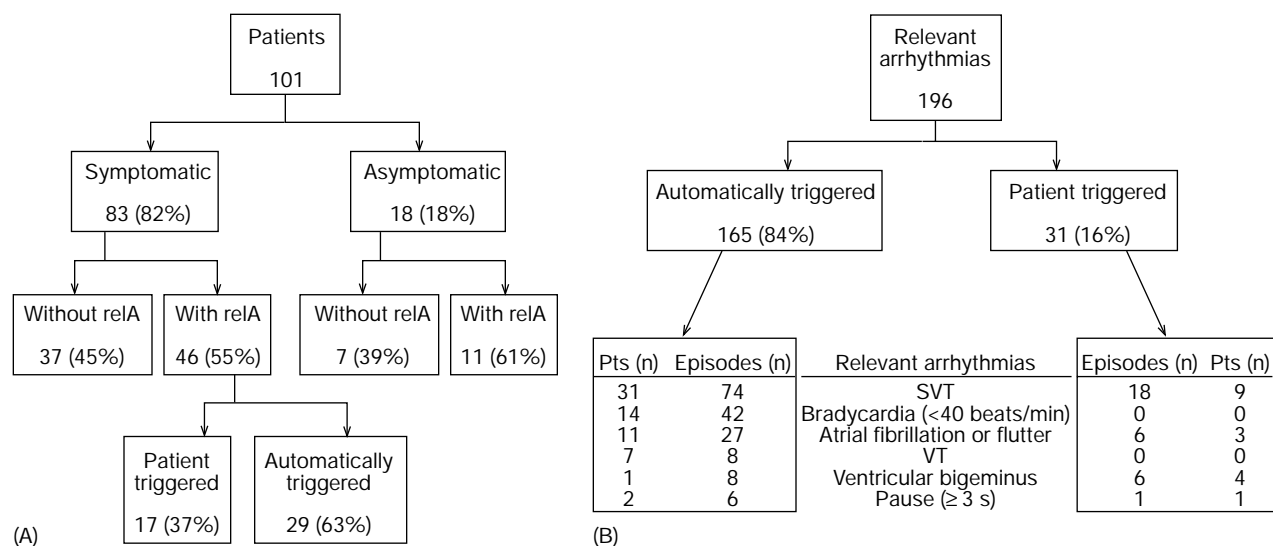 Patients
101
Symptomatic
83 (82%)
Asymptomatic
18 (18%)
Without relA
37 (45%)
With relA
46 (55%)
Without relA
7 (39%)
With relA
11 (61%)
Patient
triggered
17 (37%)
Automatically
triggered
29 (63%)
(A)
Relevant
arrhythmias
196
Automatically triggered
165 (84%)
Patient triggered
31 (16%)
Pts (n) Episodes (n) Relevant arrhythmias Episodes (n) Pts (n)
31 74 SVT 18 9
14 42 Bradycardia (<40 beats/min) 0 0
11 27 Atrial fibrillation or flutter 6 3
7 8 VT 0 0
1 8 Ventricular bigeminus 6 4
2 6 Pause (≥ 3 s) 1 1
(B)